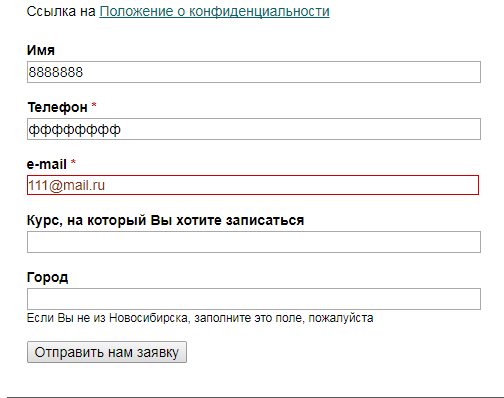 Ссылка на Положение о конфиденциальности
Имя
8888888
Телефон *
фффффффф
e-mail *
111@mail.ru
Курс, на который Вы хотите записаться
Город
Если Вы не из Новосибирска, заполните это поле, пожалуйста
Отправить нам заявку